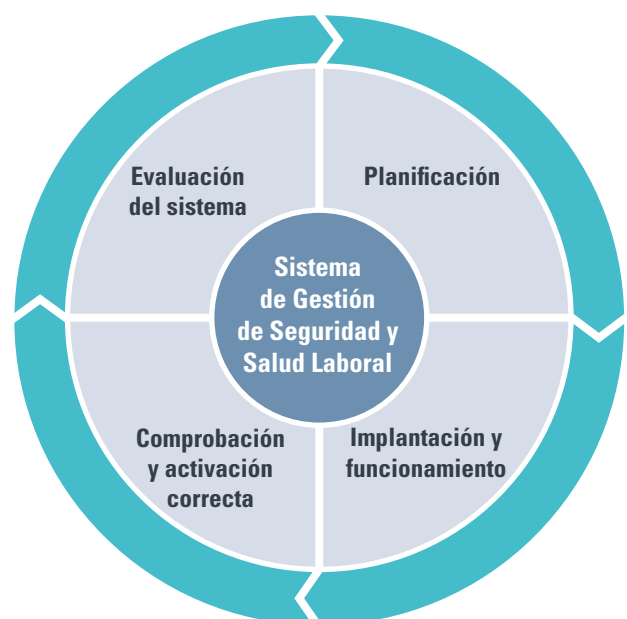 Evaluación
del sistema
Planificación
Sistema
de Gestión
de Seguridad y
Salud Laboral
Comprobación
y activación
correcta
Implantación y
funcionamiento